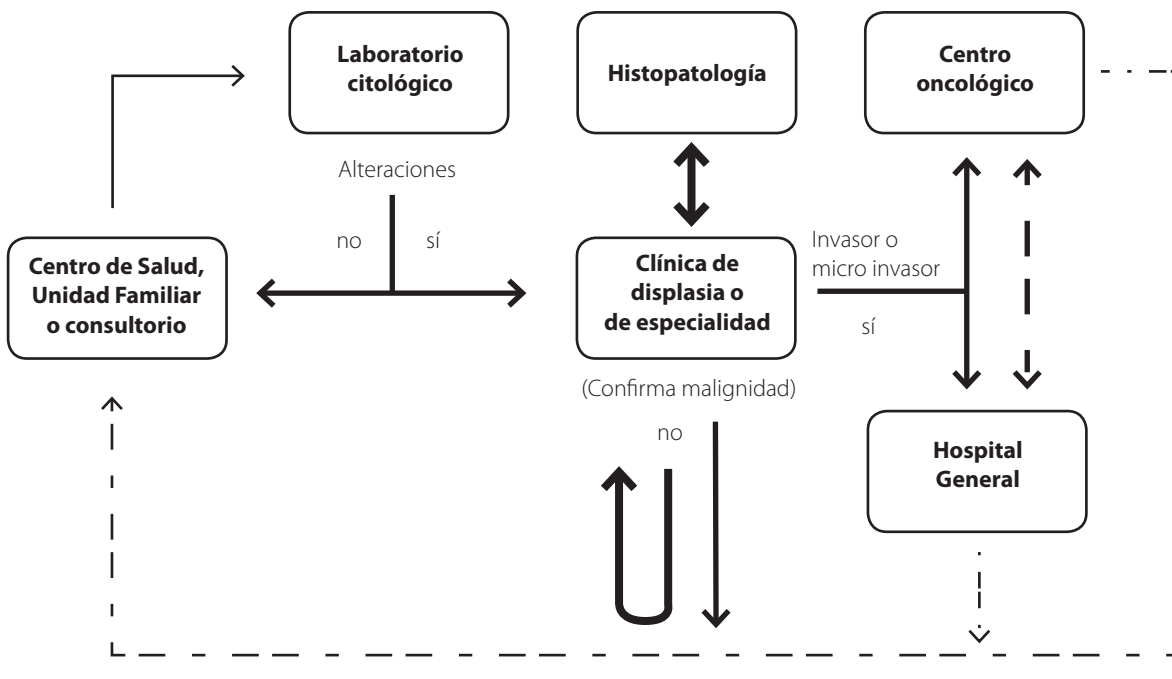 Laboratorio
citológico
Histopatología
Centro
oncológico
Alteraciones
no
sí
Centro de Salud,
Unidad Familiar
o consultorio
Clínica de
displasia o
de especialidad
Invasor o
micro invasor
sí
(Confirma malignidad)
no
Hospital
General